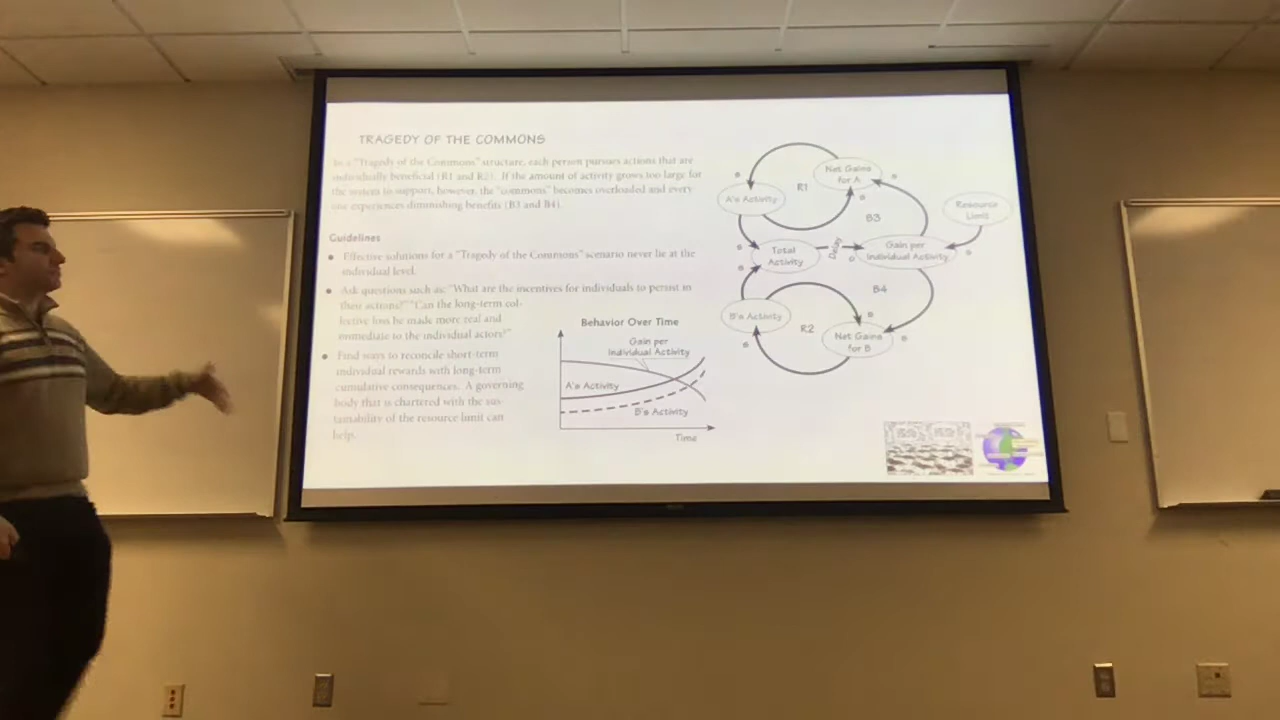 TRAGEDY OF THE COMMONS
In a "Tragedy of the Commons" structure, each person pursues actions that are
individually beneficial (R1 and R2). If the amount of activity grows too large for
the system to support, however, the "commons" becomes overloaded and every-
one experiences diminishing benefits (B3 and B4).
Guidelines
• Effective solutions for a "Tragedy of the Commons" scenario never lie at the
individual level.
• Ask questions such as: "What are the incentives for individuals to persist in
these actions?" "Can the long-term col-
lective loss be made more real and
immediate to the individual actors?"
• Find ways to reconcile short-term
individual rewards with long-term
cumulative consequences. A governing
body that is chartered with the sus-
tainability of the resource limit can
help.
Behavior Over Time
Gain per
Individual Activity
A's Activity
B's Activity
Time
Net Gains
for A
R1
A's Activity
B3
Resource
Limit
Total
Activity
Delay
Gain per
Individual Activity
B4
B's Activity
R2
Net Gains
for B